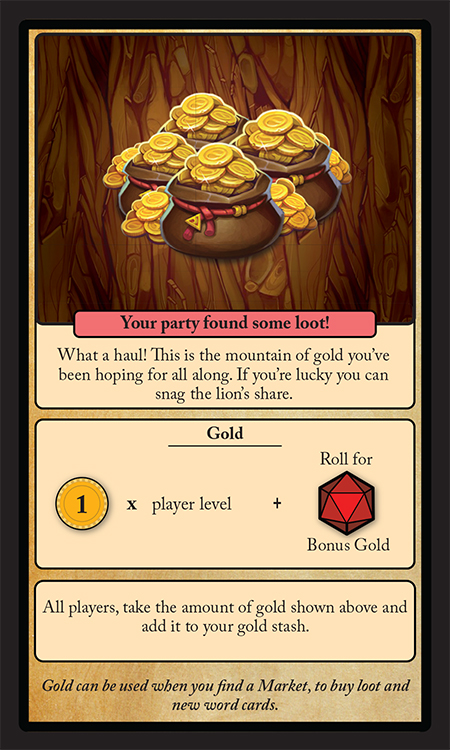 Your party found some loot!
What a haul! This is the mountain of gold you've
been hoping for all along. If you're lucky you can
snag the lion's share.
Gold
1 x player level +
Roll for
Bonus Gold
All players, take the amount of gold shown above and
add it to your gold stash.
Gold can be used when you find a Market, to buy loot and
new word cards.